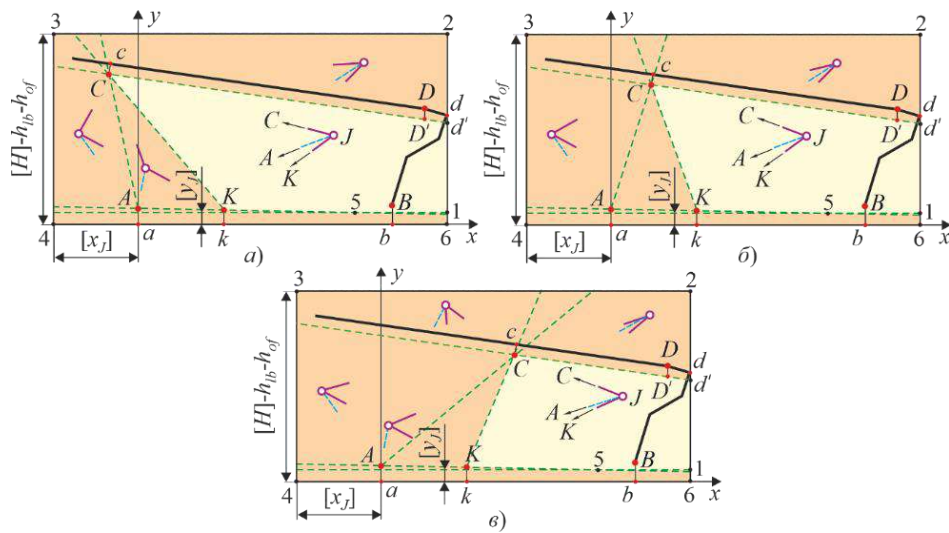 3 y 2
c
C D d
D' d'
C J
A
K
[H]-h_lb-h_of
A K [y_J] 5 B 1
4 [x_J] a k b 6 x
а)
3 y 2
c
C D d
D' d'
C J
A
K
[H]-h_lb-h_of
A K [y_J] 5 B 1
4 [x_J] a k b 6 x
б)
3 y 2
c
C D d
D' d'
C J
A
K
[H]-h_lb-h_of
A K [y_J] 5 B 1
4 [x_J] a k b 6 x
в)